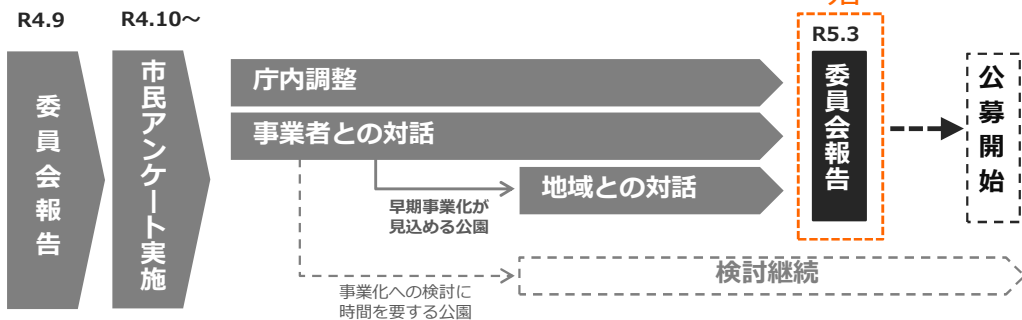 R4.9
R4.10～
R5.3
委員会報告
市民アンケート実施
庁内調整
事業者との対話
地域との対話
早期事業化が
見込める公園
委員会報告
公募開始
検討継続
事業化への検討に
時間を要する公園